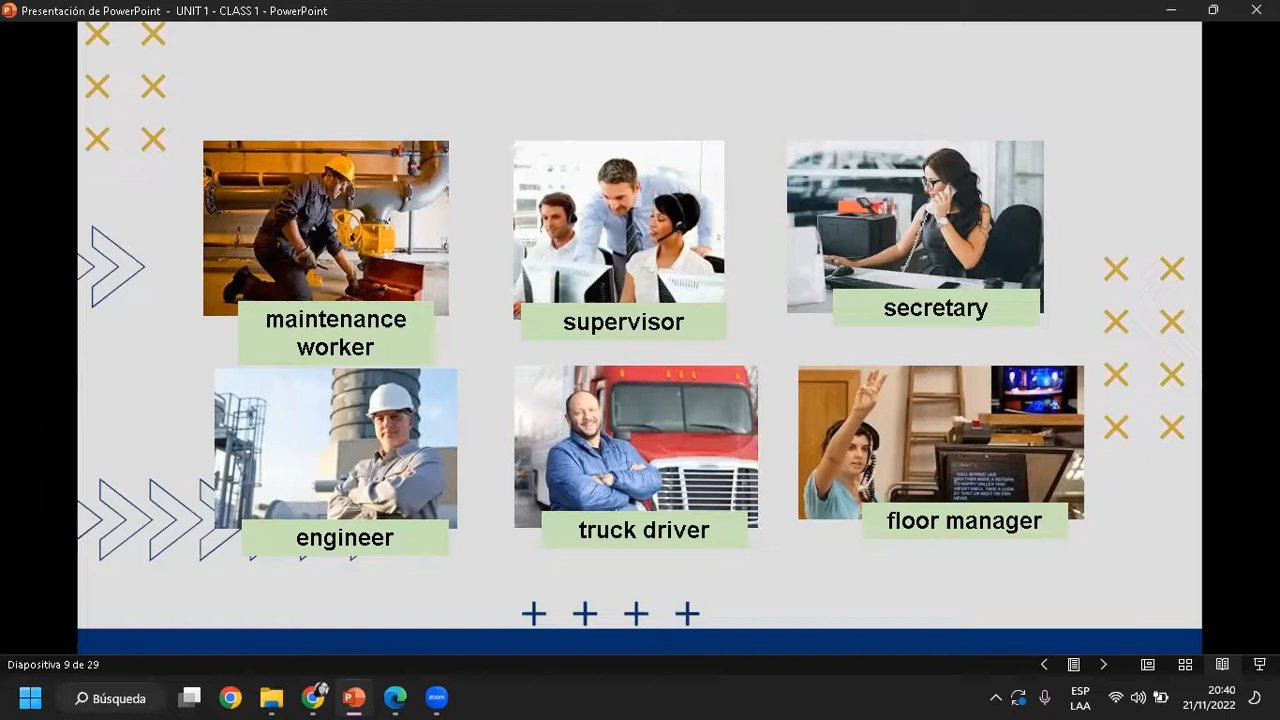 Presentación de PowerPoint - UNIT 1 - CLASS 1 - PowerPoint
maintenance
worker
supervisor
secretary
engineer
truck driver
floor manager
Diapositiva 9 de 29
Búsqueda
zoom
ESP
LAA
20:40
21/11/2022